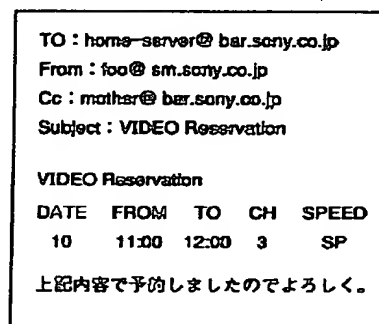 TO：home-server@ bar.sony.co.jp
From：foo@ sm.sony.co.jp
Cc：mother@ bar.sony.co.jp
Subject：VIDEO Reservation
VIDEO Reservation
DATE FROM TO CH SPEED
10 11:00 12:00 3 SP
上記内容で予約しましたのでよろしく。